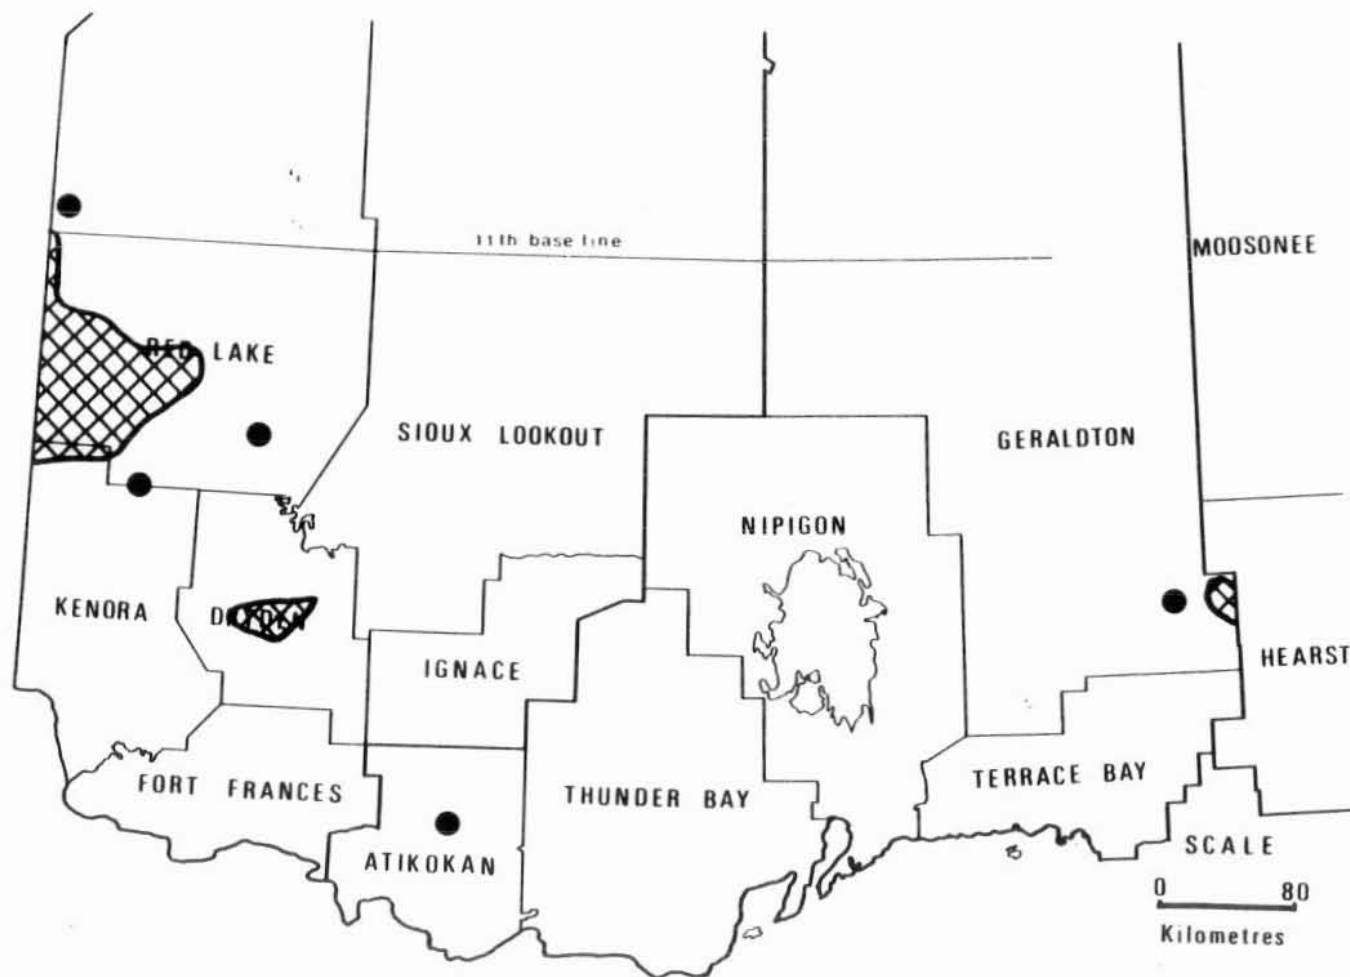 11th base line
MOOSONEE
RED LAKE
SIOUX LOOKOUT
GERALDTON
NIPIGON
KENORA
DRYDEN
IGNACE
HEARST
FORT FRANCES
THUNDER BAY
TERRACE BAY
ATIKOKAN
SCALE
0 80
Kilometres